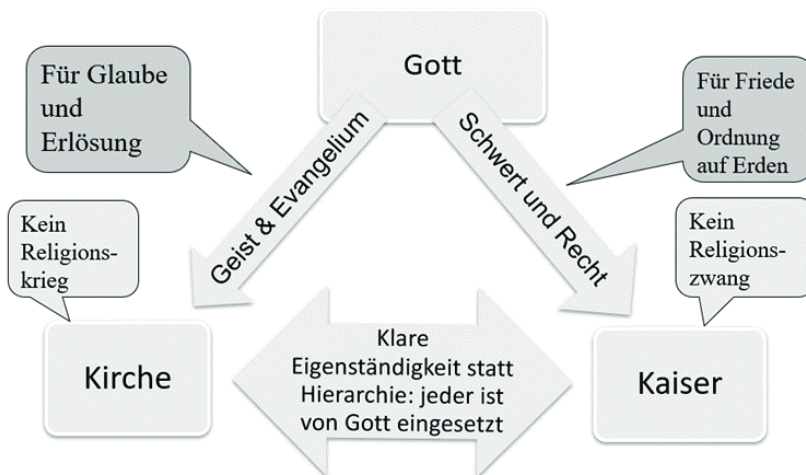 Gott
Für Glaube
und
Erlösung
Für Friede
und
Ordnung
auf Erden
Geist & Evangelium
Schwert und Recht
Kein
Religions-
krieg
Kein
Religions-
zwang
Kirche
Klare
Eigenständigkeit statt
Hierarchie: jeder ist
von Gott eingesetzt
Kaiser